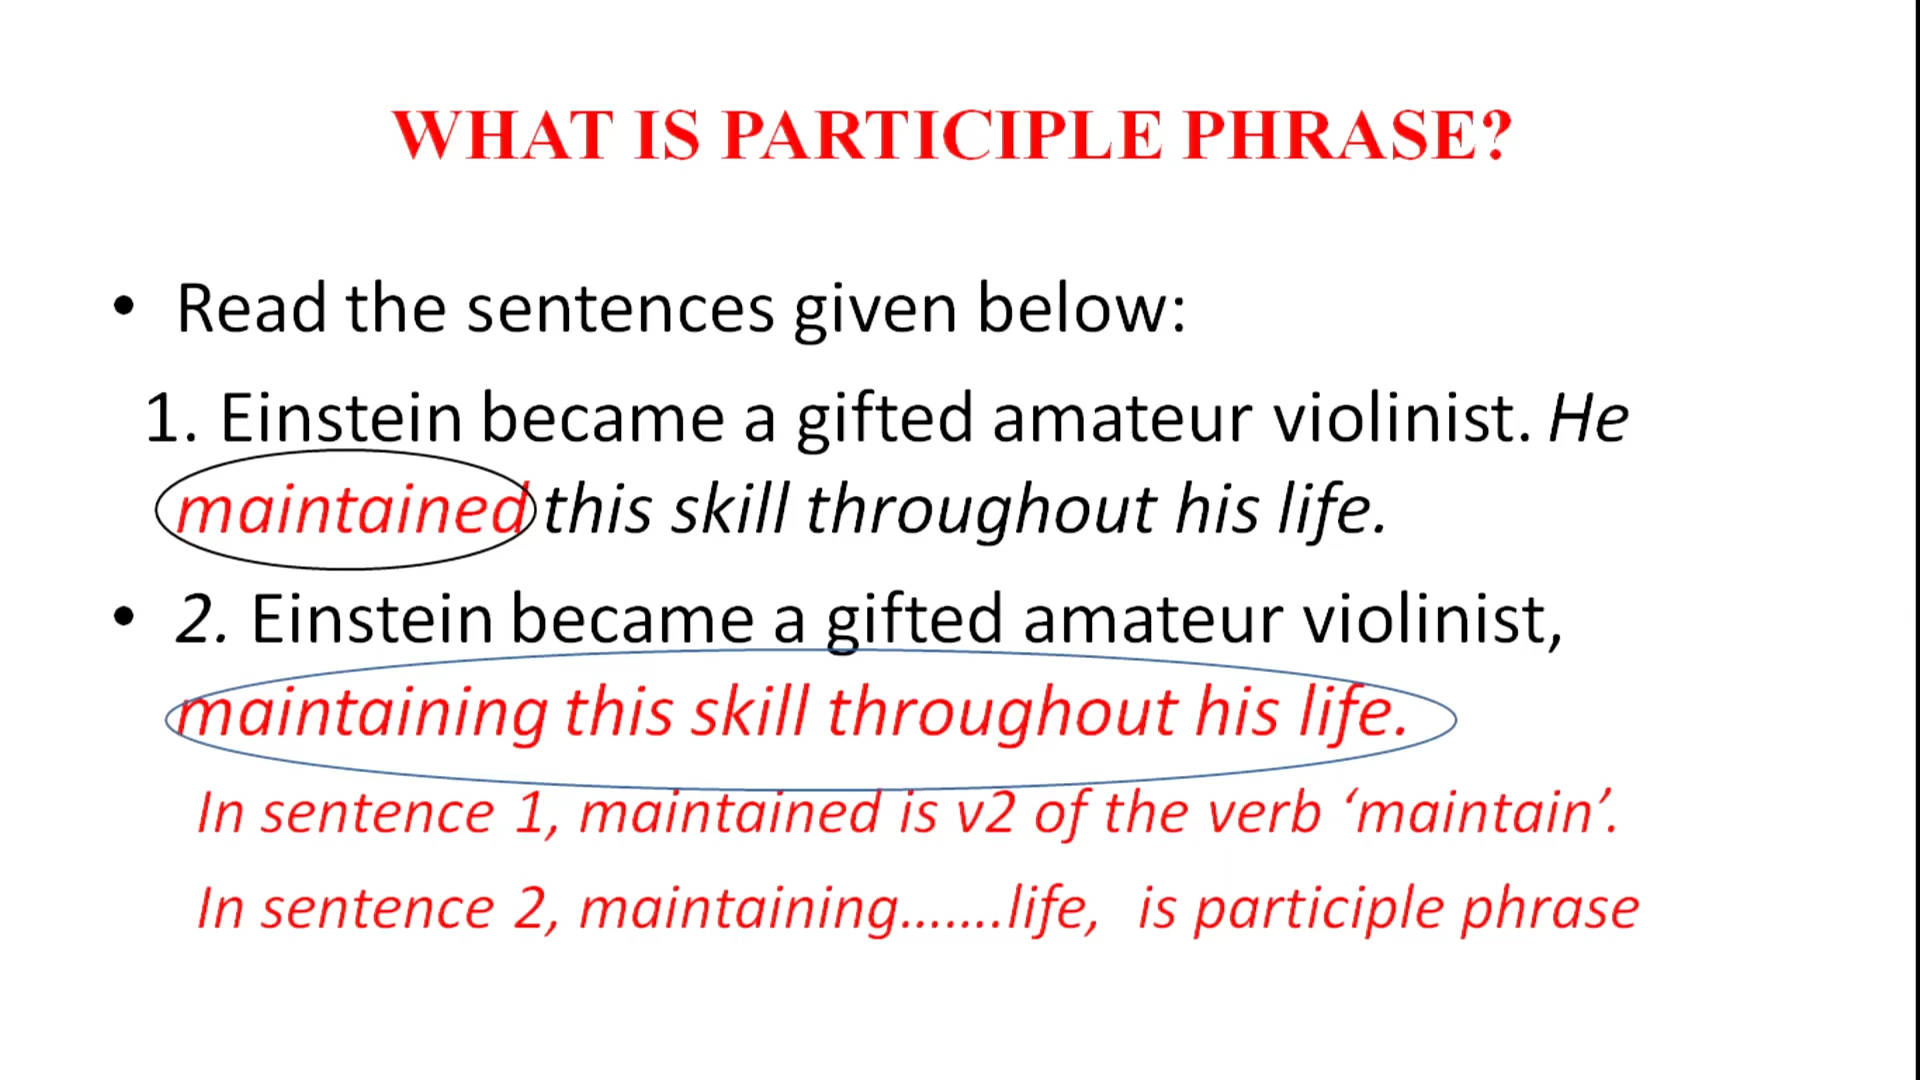 WHAT IS PARTICIPLE PHRASE?
• Read the sentences given below:
1. Einstein became a gifted amateur violinist. He
maintained this skill throughout his life.
• 2. Einstein became a gifted amateur violinist,
maintaining this skill throughout his life.
In sentence 1, maintained is v2 of the verb ‘maintain’.
In sentence 2, maintaining.......life, is participle phrase